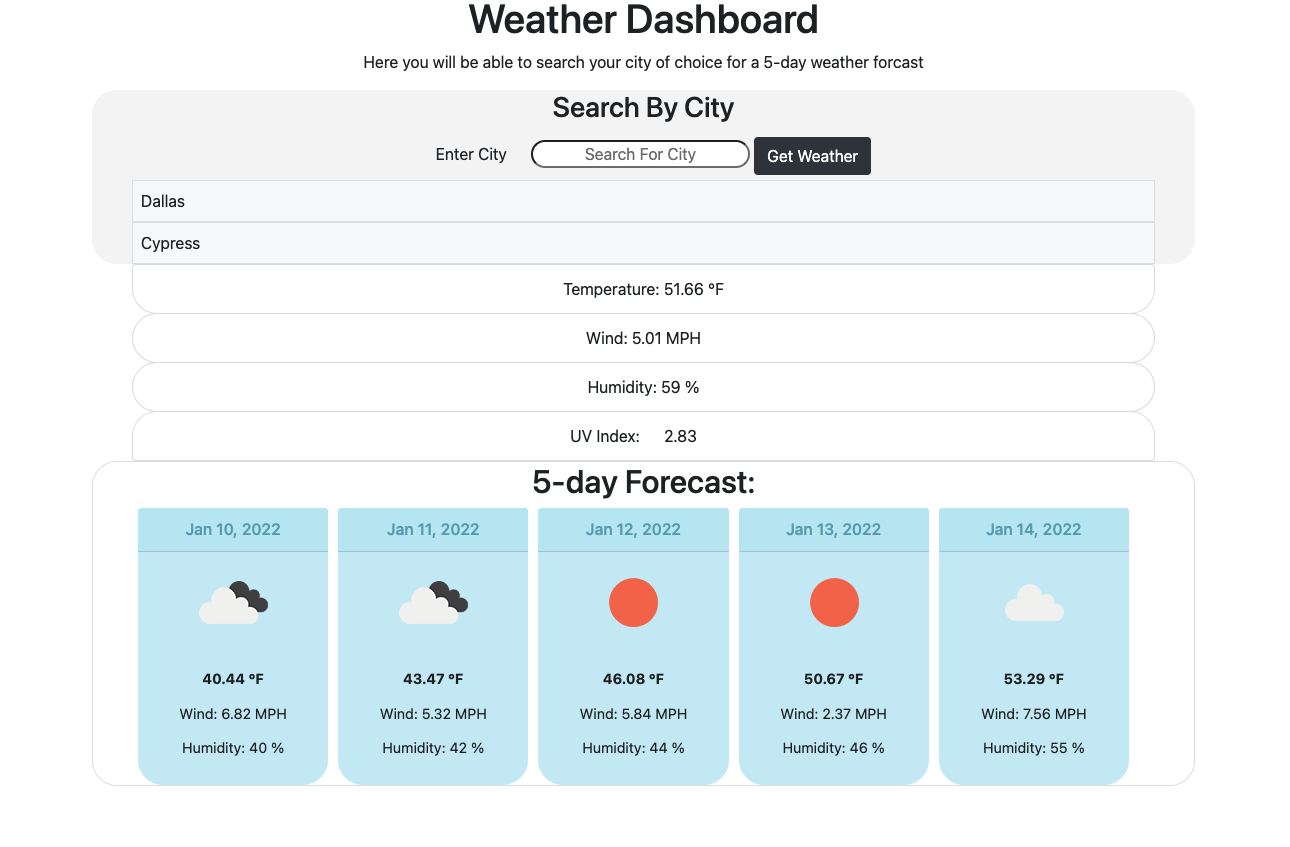 Weather Dashboard
Here you will be able to search your city of choice for a 5-day weather forcast
Search By City
Enter City Search For City Get Weather
Dallas
Cypress
Temperature: 51.66 °F
Wind: 5.01 MPH
Humidity: 59 %
UV Index: 2.83
5-day Forecast:
Jan 10, 2022 Jan 11, 2022 Jan 12, 2022 Jan 13, 2022 Jan 14, 2022
40.44 °F 43.47 °F 46.08 °F 50.67 °F 53.29 °F
Wind: 6.82 MPH Wind: 5.32 MPH Wind: 5.84 MPH Wind: 2.37 MPH Wind: 7.56 MPH
Humidity: 40 % Humidity: 42 % Humidity: 44 % Humidity: 46 % Humidity: 55 %